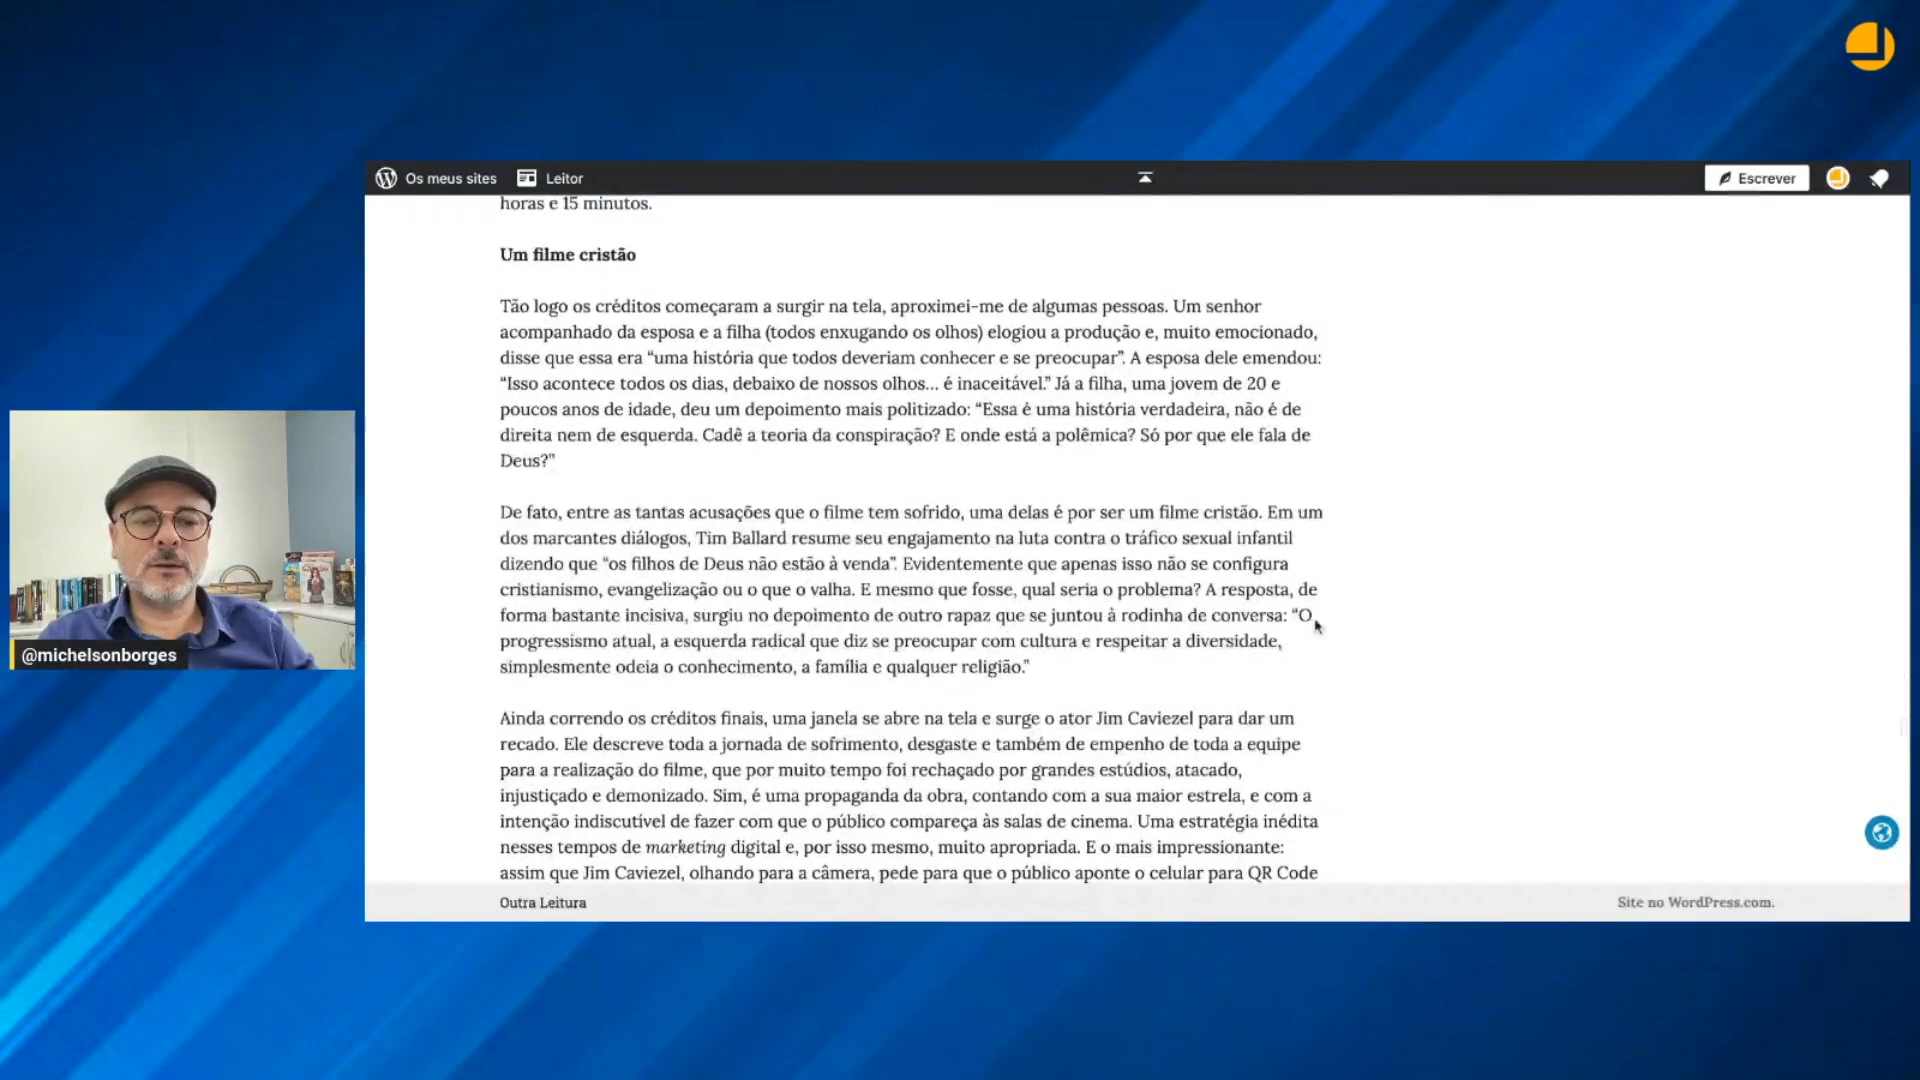 Os meus sites
Leitor
Escrever
horas e 15 minutos.
Um filme cristão
Tão logo os créditos começaram a surgir na tela, aproximei-me de algumas pessoas. Um senhor
acompanhado da esposa e a filha (todos enxugando os olhos) elogiou a produção e, muito emocionado,
disse que essa era “uma história que todos deveriam conhecer e se preocupar”. A esposa dele emendou:
“Isso acontece todos os dias, debaixo de nossos olhos… é inaceitável.” Já a filha, uma jovem de 20 e
poucos anos de idade, deu um depoimento mais politizado: “Essa é uma história verdadeira, não é de
direita nem de esquerda. Cadê a teoria da conspiração? E onde está a polêmica? Só por que ele fala de
Deus?”
De fato, entre as tantas acusações que o filme tem sofrido, uma delas é por ser um filme cristão. Em um
dos marcantes diálogos, Tim Ballard resume seu engajamento na luta contra o tráfico sexual infantil
dizendo que “os filhos de Deus não estão à venda”. Evidentemente que apenas isso não se configura
cristianismo, evangelização ou o que o valha. E mesmo que fosse, qual seria o problema? A resposta, de
forma bastante incisiva, surgiu no depoimento de outro rapaz que se juntou à rodinha de conversa: “O
progressismo atual, a esquerda radical que diz se preocupar com cultura e respeitar a diversidade,
simplesmente odeia o conhecimento, a família e qualquer religião.”
Ainda correndo os créditos finais, uma janela se abre na tela e surge o ator Jim Caviezel para dar um
recado. Ele descreve toda a jornada de sofrimento, desgaste e também de empenho de toda a equipe
para a realização do filme, que por muito tempo foi rechaçado por grandes estúdios, atacado,
injustiçado e demonizado. Sim, é uma propaganda da obra, contando com a sua maior estrela, e com a
intenção indiscutível de fazer com que o público compareça às salas de cinema. Uma estratégia inédita
nesses tempos de marketing digital e, por isso mesmo, muito apropriada. E o mais impressionante:
assim que Jim Caviezel, olhando para a câmera, pede para que o público aponte o celular para QR Code
Outra Leitura
Site no WordPress.com.
@michelsonborges